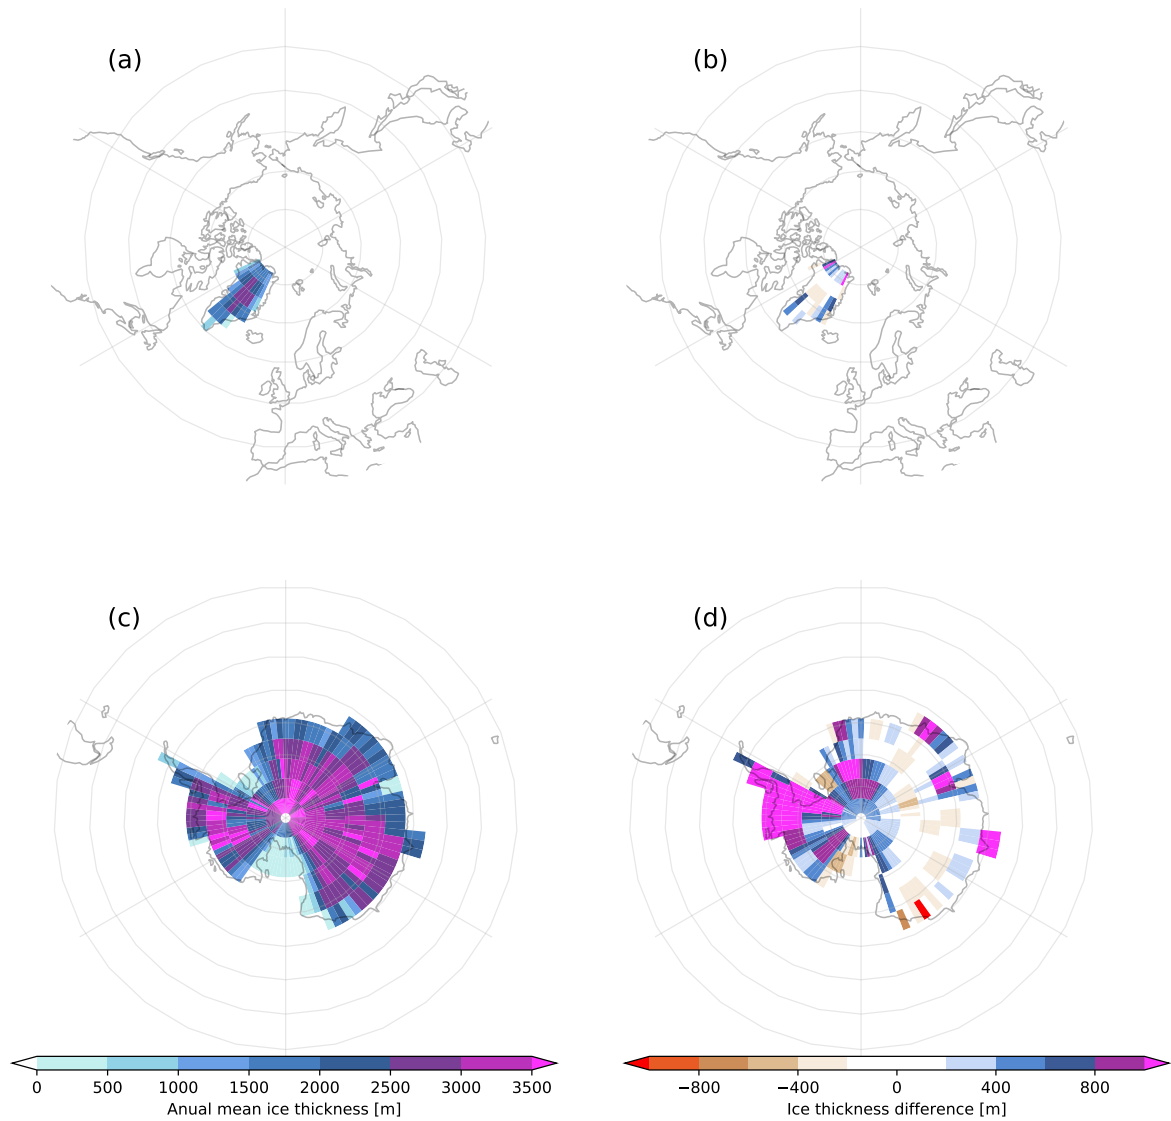 (a)
(b)
(c)
(d)
0 500 1000 1500 2000 2500 3000 3500
Anual mean ice thickness [m]
−800 −400 0 400 800
Ice thickness difference [m]